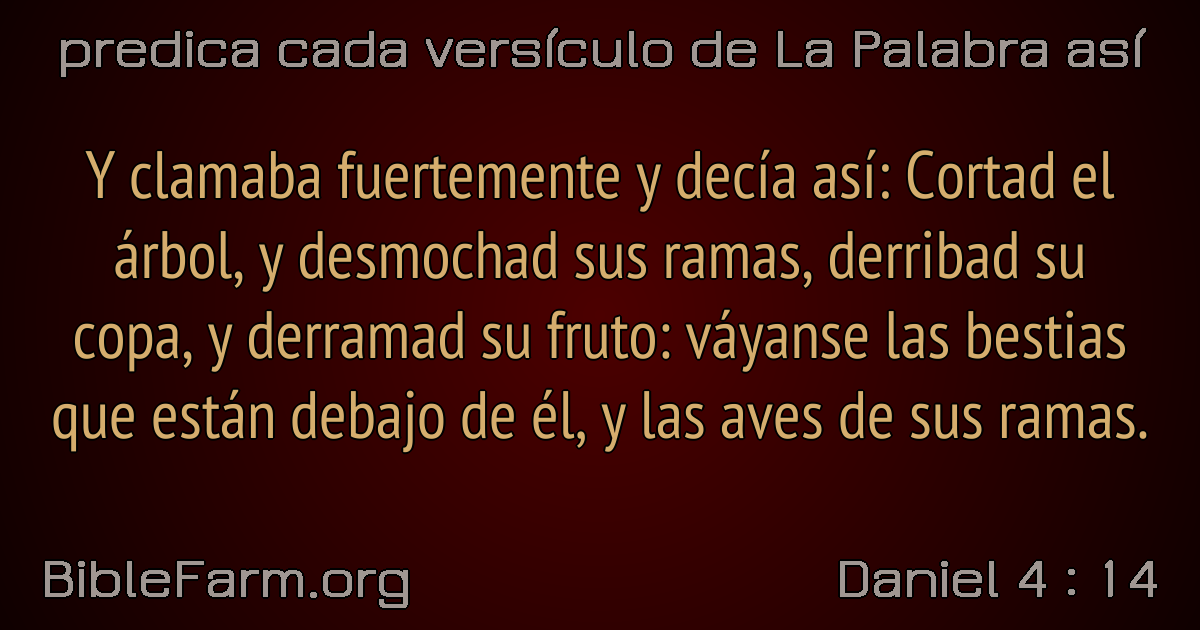 predica cada versículo de La Palabra así
Y clamaba fuertemente y decía así: Cortad el
árbol, y desmochad sus ramas, derribad su
copa, y derramad su fruto: váyanse las bestias
que están debajo de él, y las aves de sus ramas.
BibleFarm.org
Daniel 4 : 14